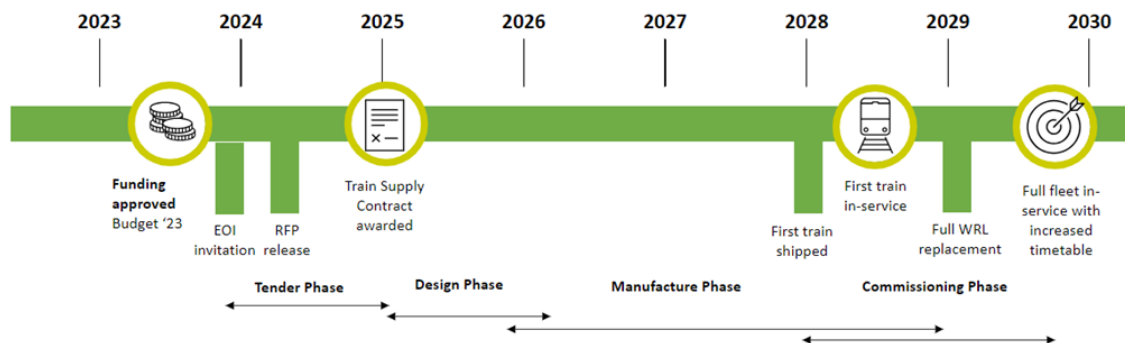 2023 2024 2025 2026 2027 2028 2029 2030
Funding
approved
Budget ‘23
EOI
invitation
RFP
release
Train Supply
Contract
awarded
First train
shipped
First train
in-service
Full WRL
replacement
Full fleet in-
service with
increased
timetable
Tender Phase
Design Phase
Manufacture Phase
Commissioning Phase